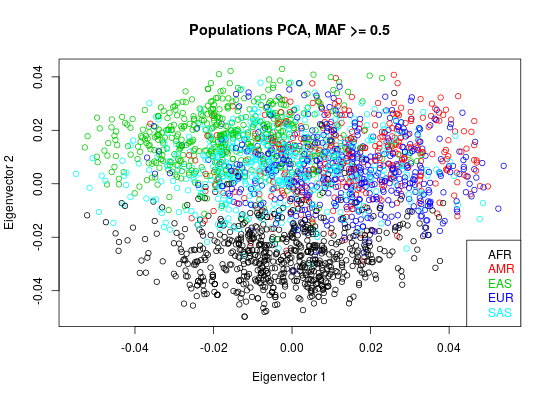 Populations PCA, MAF >= 0.5
Eigenvector 2
0.04
0.02
0.00
-0.02
-0.04
-0.04
-0.02
0.00
0.02
0.04
Eigenvector 1
AFR
AMR
EAS
EUR
SAS